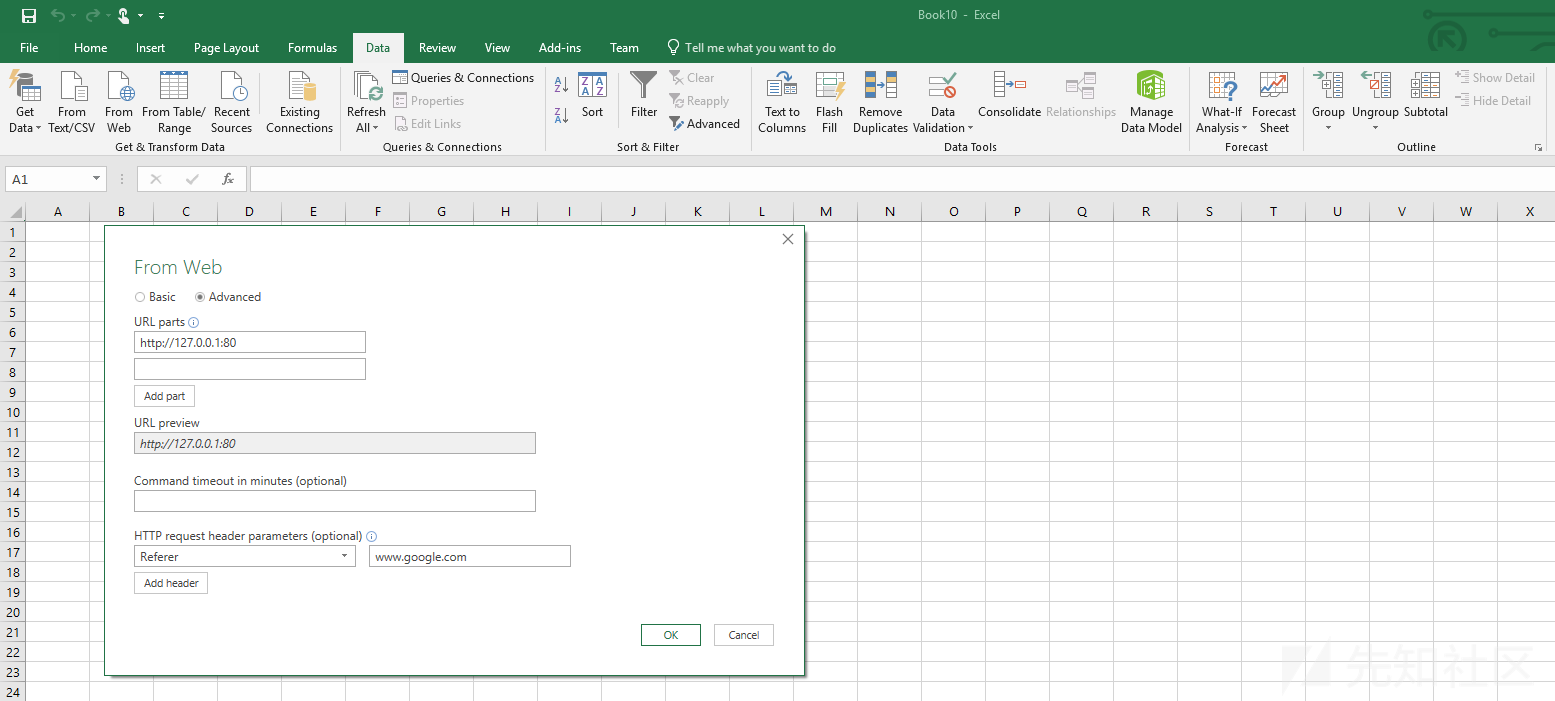 Book10 - Excel
File Home Insert Page Layout Formulas Data Review View Add-ins Team Tell me what you want to do
Get Data
From Text/CSV
From Web
From Table/ Range
Recent Sources
Existing Connections
Get & Transform Data
Refresh All
Queries & Connections
Properties
Edit Links
Queries & Connections
A Z
Z A
Z A A Z
Sort
Filter
Clear
Reapply
Advanced
Sort & Filter
Text to Columns
Flash Fill
Remove Duplicates
Data Validation
Consolidate
Relationships
Manage Data Model
Data Tools
What-If Analysis
Forecast Sheet
Forecast
Group
Ungroup
Subtotal
Show Detail
Hide Detail
Outline
A1
fx
A B C D E F G H I J K L M N O P Q R S T U V W X
1
2
3
4
5
6
7
8
9
10
11
12
13
14
15
16
17
18
19
20
21
22
23
24
From Web
Basic Advanced
URL parts
http://127.0.0.1:80
Add part
URL preview
http://127.0.0.1:80
Command timeout in minutes (optional)
HTTP request header parameters (optional)
Referer www.google.com
Add header
OK Cancel
先知社区